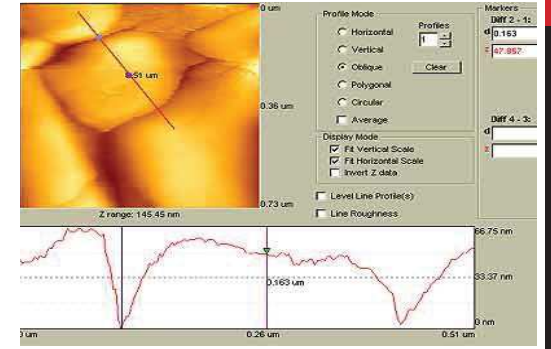 0 um
0.36 um
0.73 um
0.51 um
Z range: 145.45 nm
Profile Mode
Horizontal
Vertical
Oblique
Polygonal
Circular
Average
Profiles
1
Clear
Display Mode
Fit Vertical Scale
Fit Horizontal Scale
Invert Z data
Level Line Profile(s)
Line Roughness
Markers
Diff 2 - 1:
d 0.163
z 47.857
Diff 4 - 3:
d
z
66.75 nm
33.37 nm
0 nm
0.163 um
0 um
0.26 um
0.51 um